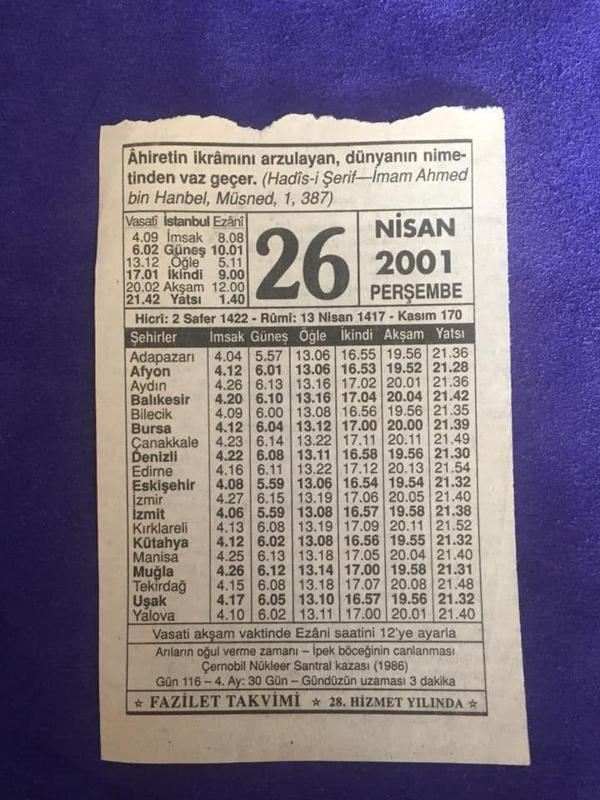 Âhiretin ikrâmını arzulayan, dünyanın nime-
tinden vaz geçer. (Hadîs-i Şerif—İmam Ahmed
bin Hanbel, Müsned, 1, 387)
Vasatî İstanbul Ezânî
4.09 İmsak 8.08
6.02 Güneş 10.01
13.12 Öğle 5.11
17.01 İkindi 9.00
20.02 Akşam 12.00
21.42 Yatsı 1.40
26
NİSAN
2001
PERŞEMBE
Hicrî: 2 Safer 1422 - Rûmî: 13 Nisan 1417 - Kasım 170
Şehirler İmsak Güneş Öğle İkindi Akşam Yatsı
Adapazarı 4.04 5.57 13.06 16.55 19.56 21.36
Afyon 4.12 6.01 13.06 16.53 19.52 21.28
Aydın 4.26 6.13 13.16 17.02 20.01 21.36
Balıkesir 4.20 6.10 13.16 17.04 20.04 21.42
Bilecik 4.09 6.00 13.08 16.56 19.56 21.35
Bursa 4.12 6.04 13.12 17.00 20.00 21.39
Çanakkale 4.23 6.14 13.22 17.11 20.11 21.49
Denizli 4.22 6.08 13.11 16.58 19.56 21.30
Edirne 4.16 6.11 13.22 17.12 20.13 21.54
Eskişehir 4.08 5.59 13.06 16.54 19.54 21.32
İzmir 4.27 6.15 13.19 17.06 20.05 21.40
İzmit 4.06 5.59 13.08 16.57 19.58 21.38
Kırklareli 4.13 6.08 13.19 17.09 20.11 21.52
Kütahya 4.12 6.02 13.08 16.56 19.55 21.32
Manisa 4.25 6.13 13.18 17.05 20.04 21.40
Muğla 4.26 6.12 13.14 17.00 19.58 21.31
Tekirdağ 4.15 6.08 13.18 17.07 20.08 21.48
Uşak 4.17 6.05 13.10 16.57 19.56 21.32
Yalova 4.10 6.02 13.11 17.00 20.01 21.40
Vasati akşam vaktinde Ezâni saatini 12'ye ayarla
Arıların oğul verme zamanı – İpek böceğinin canlanması
Çernobil Nükleer Santral kazası (1986)
Gün 116 – 4. Ay: 30 Gün – Gündüzün uzaması 3 dakika
☆ FAZİLET TAKVİMİ ☆ 28. HİZMET YILINDA ☆